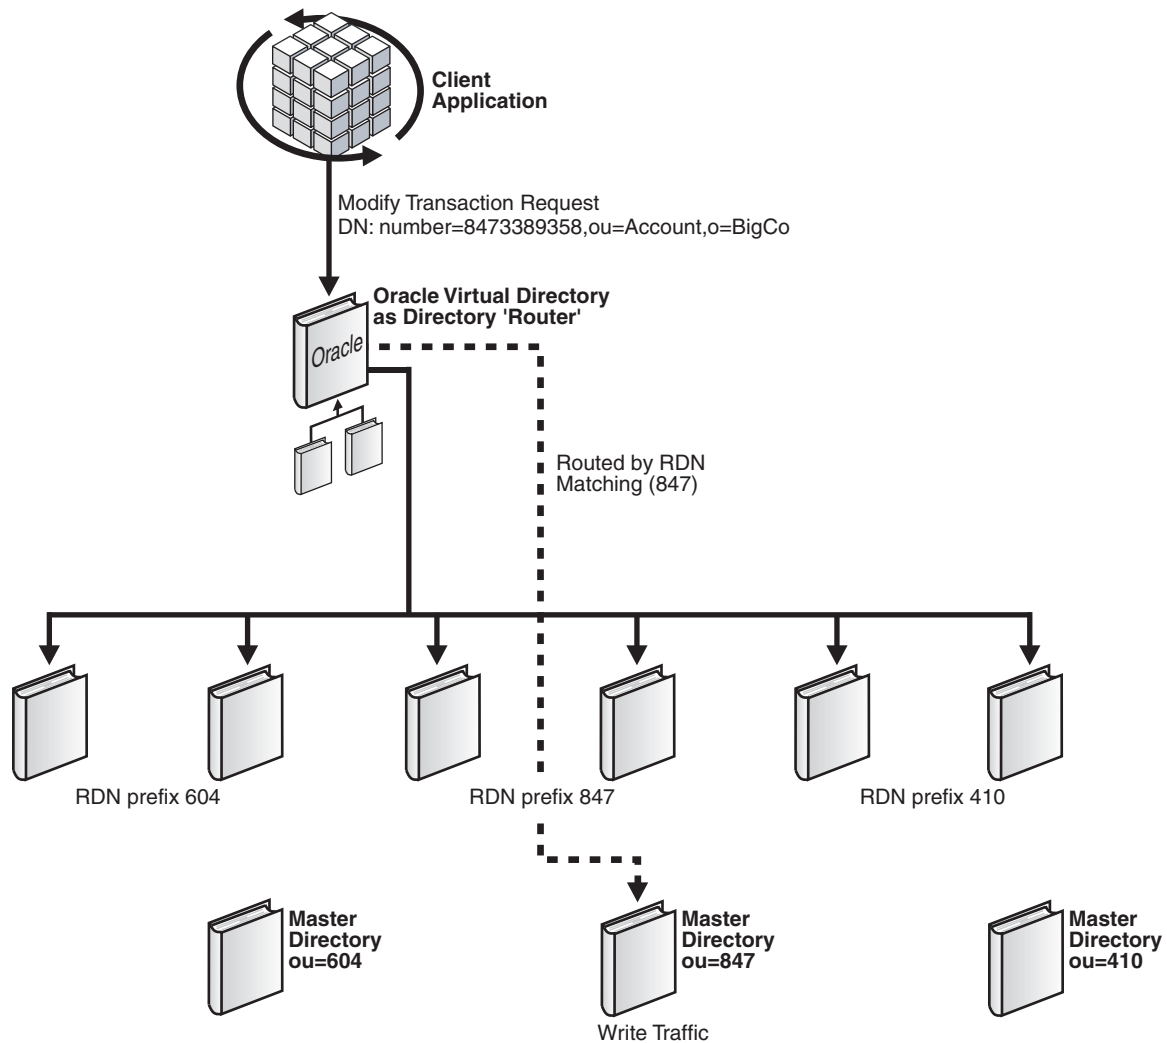 Client
Application
Modify Transaction Request
DN: number=8473389358,ou=Account,o=BigCo
Oracle Virtual Directory
as Directory 'Router'
Oracle
Routed by RDN
Matching (847)
RDN prefix 604
RDN prefix 847
RDN prefix 410
Master
Directory
ou=604
Master
Directory
ou=847
Master
Directory
ou=410
Write Traffic